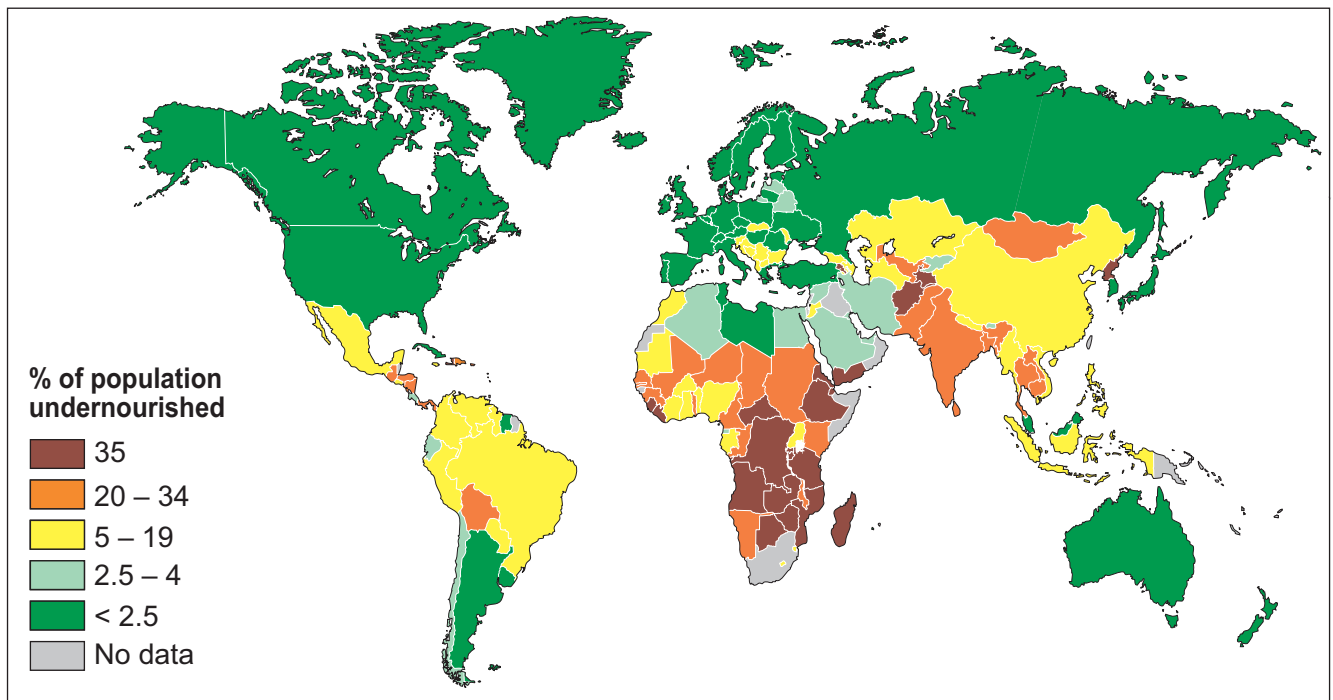 % of population
undernourished
35
20 – 34
5 – 19
2.5 – 4
< 2.5
No data